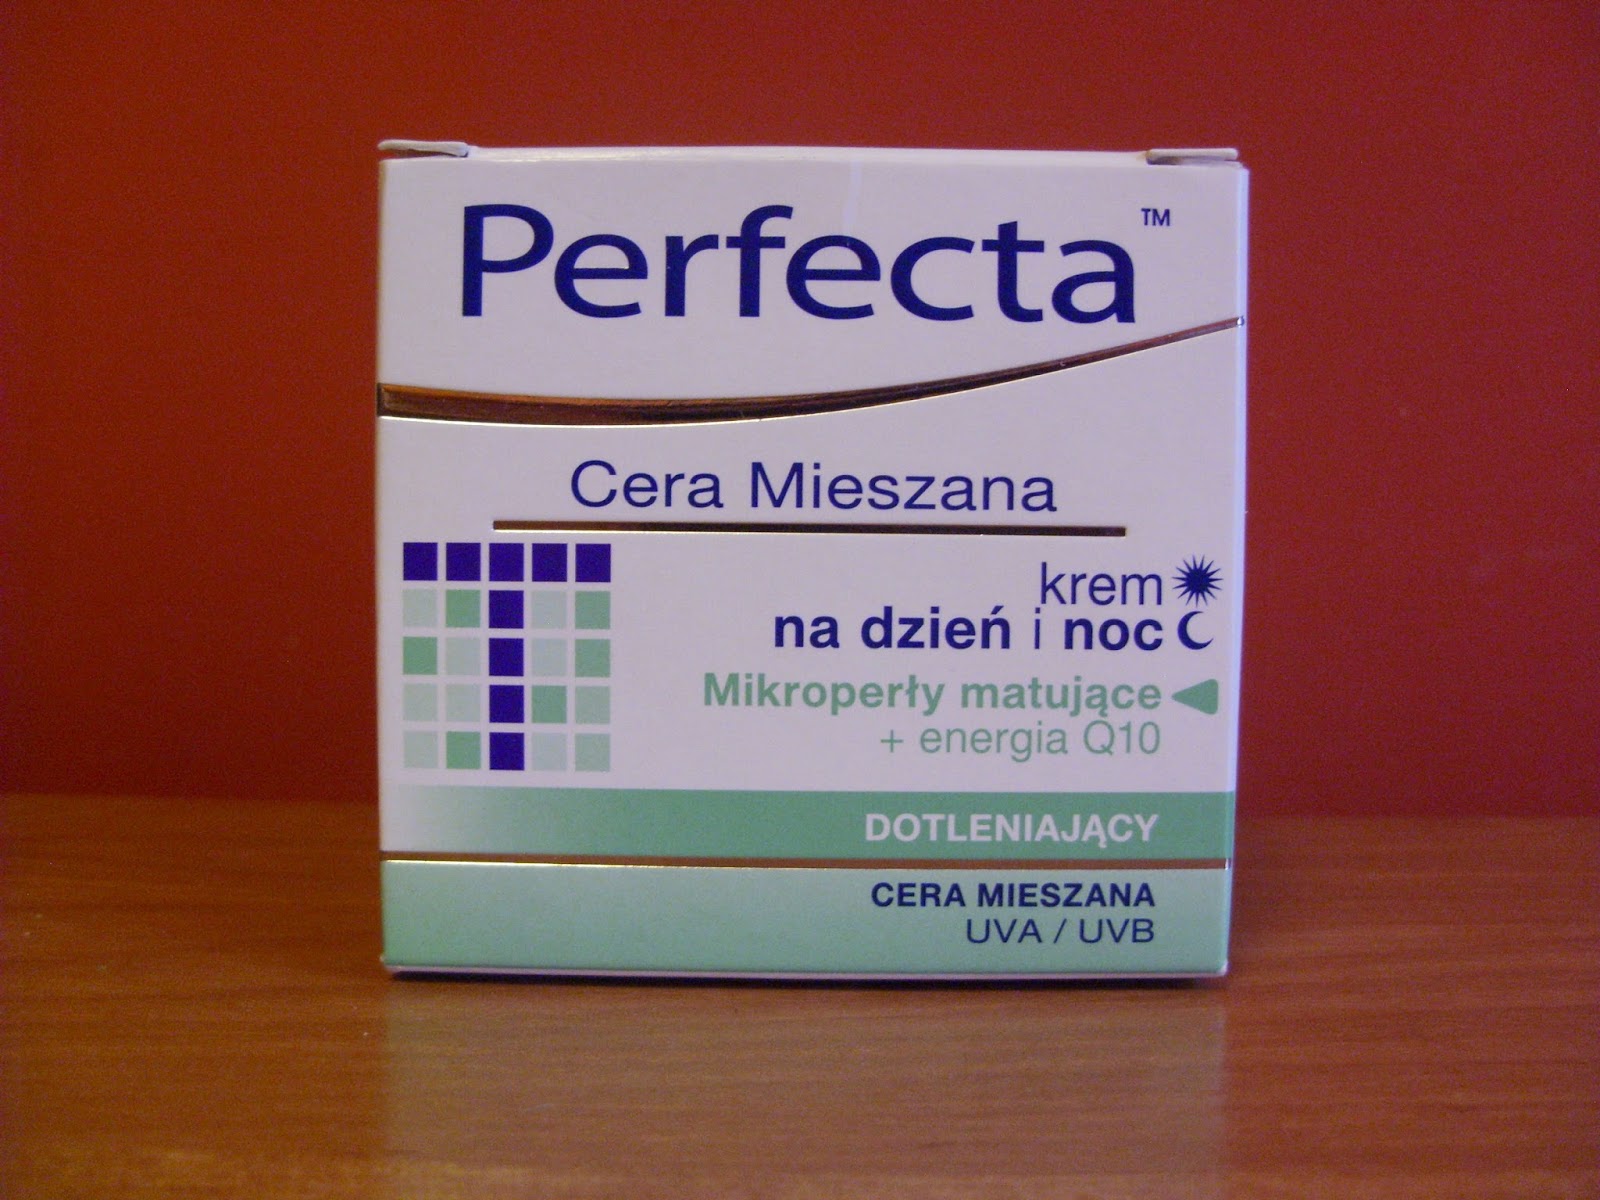 Perfecta™
Cera Mieszana
krem
na dzień i noc
Mikroperły matujące
+ energia Q10
DOTLENIAJĄCY
CERA MIESZANA
UVA / UVB